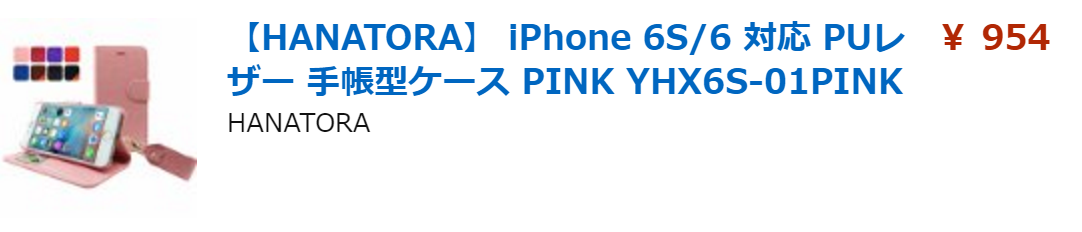 【HANATORA】 iPhone 6S/6 対応 PUレ ¥ 954
ザー 手帳型ケース PINK YHX6S-01PINK
HANATORA